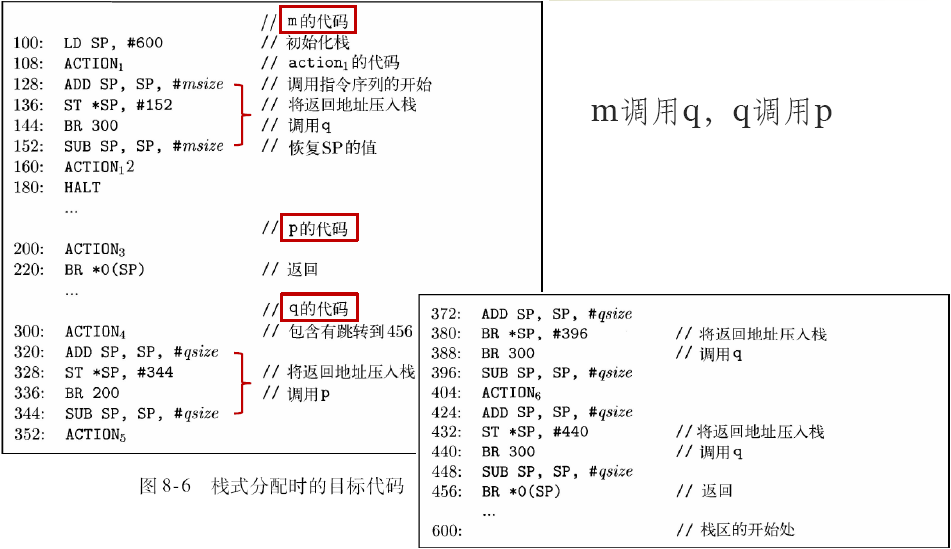 // m的代码
100: LD SP, #600 // 初始化栈
108: ACTION₁ // action₁的代码
128: ADD SP, SP, #msize // 调用指令序列的开始
136: ST *SP, #152 // 将返回地址压入栈
144: BR 300 // 调用q
152: SUB SP, SP, #msize // 恢复SP的值
160: ACTION₁2
180: HALT
...
// p的代码
200: ACTION₃
220: BR *0(SP) // 返回
...
// q的代码
300: ACTION₄ // 包含有跳转到456
320: ADD SP, SP, #qsize
328: ST *SP, #344 // 将返回地址压入栈
336: BR 200 // 调用p
344: SUB SP, SP, #qsize
352: ACTION₅
图 8-6 栈式分配时的目标代码
m调用q，q调用p
372: ADD SP, SP, #qsize
380: BR *SP, #396 // 将返回地址压入栈
388: BR 300 // 调用q
396: SUB SP, SP, #qsize
404: ACTION₆
424: ADD SP, SP, #qsize
432: ST *SP, #440 // 将返回地址压入栈
440: BR 300 // 调用q
448: SUB SP, SP, #qsize
456: BR *0(SP) // 返回
...
600: // 栈区的开始处